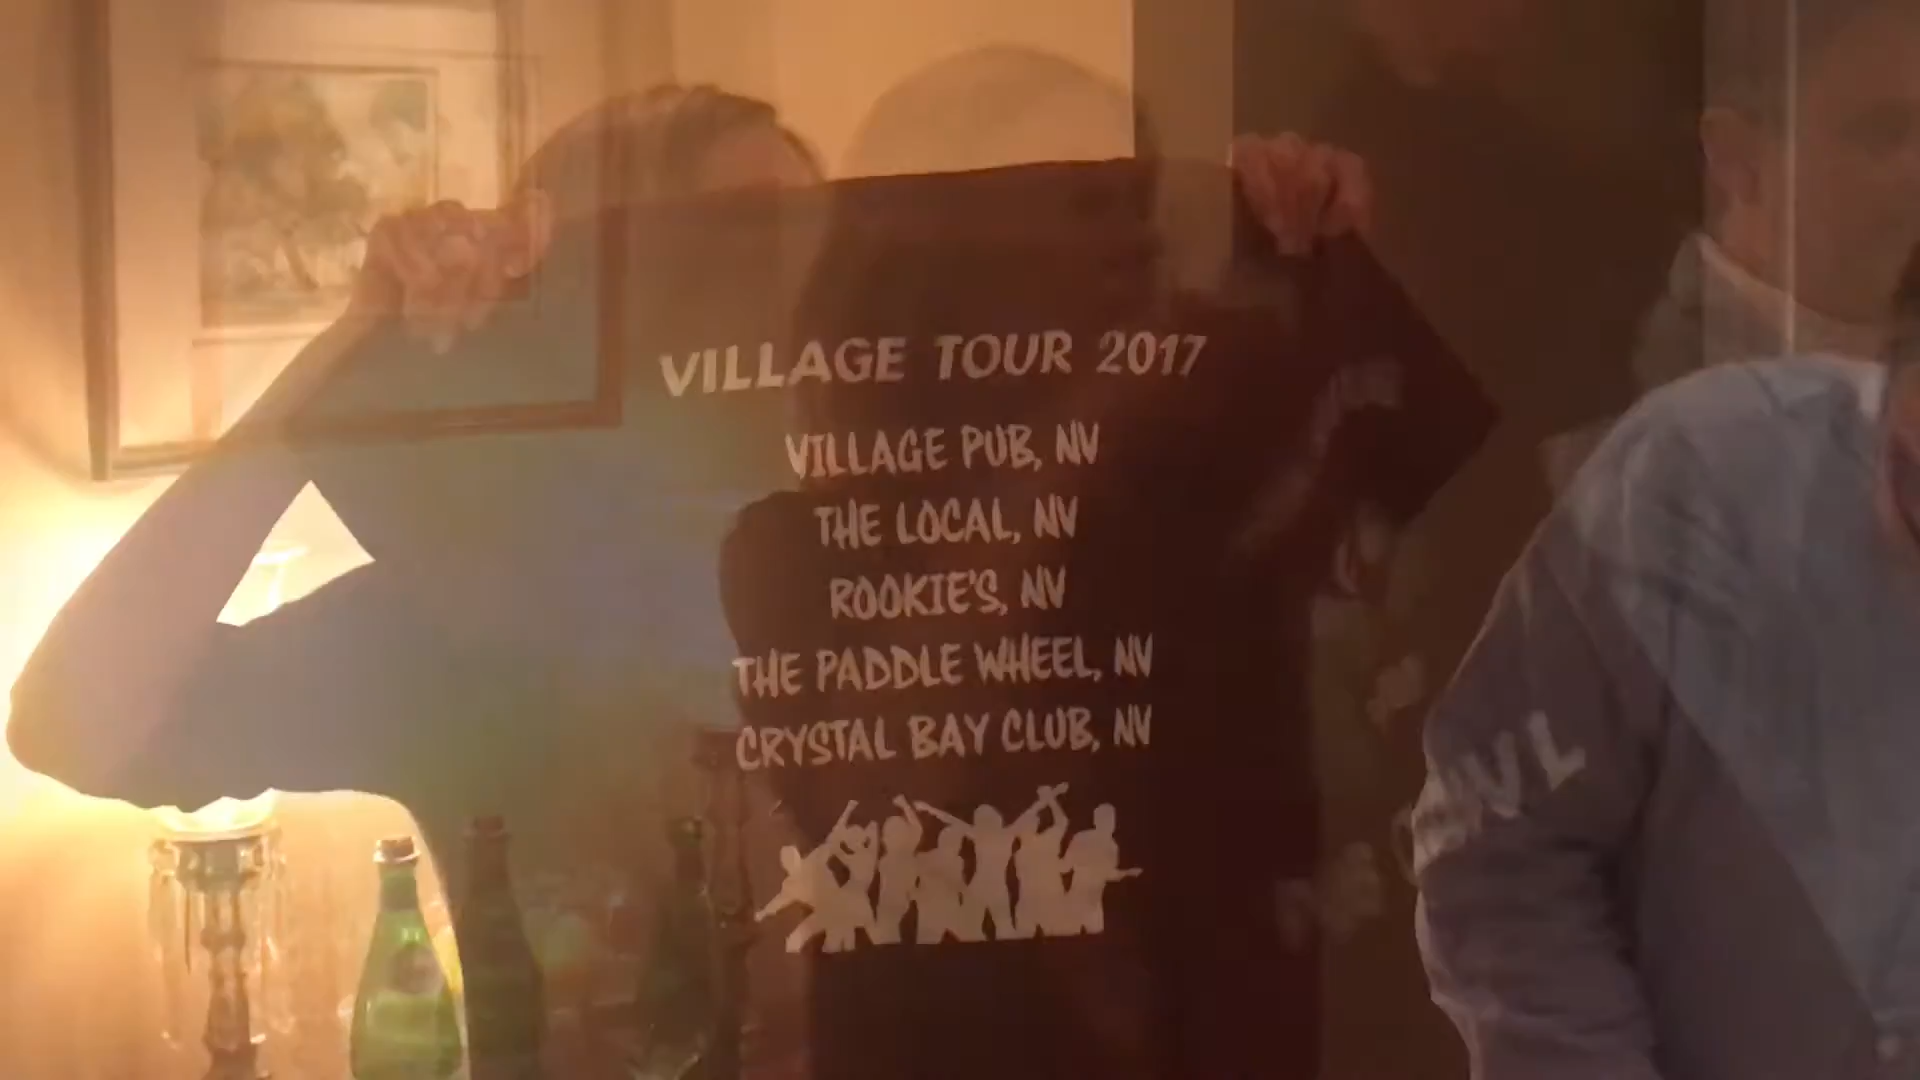 VILLAGE TOUR 2017
VILLAGE PUB, NV
THE LOCAL, NV
ROOKIE'S, NV
THE PADDLE WHEEL, NV
CRYSTAL BAY CLUB, NV